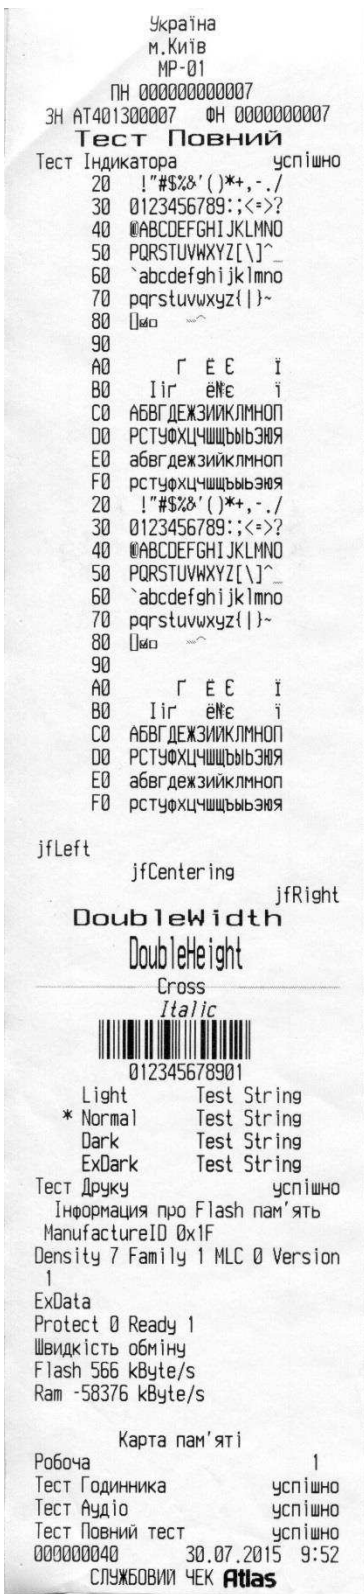 Україна
м.Київ
МР-01
ПН 000000000007
ЗН АТ401300007 ФН 0000000007
Тест Повний
Тест Індикатора успішно
20 !"#$%&'()*+,-./
30 0123456789:;<=>?
40 @ABCDEFGHIJKLMNO
50 PQRSTUVWXYZ[\]^_
60 `abcdefghijklmno
70 pqrstuvwxyz{|}~
80
90
A0 Ґ Ё Є Ї
B0 Iіґ ё№є ї
C0 АБВГДЕЖЗИЙКЛМНОП
D0 РСТУФХЦЧШЩЪЫЬЭЮЯ
E0 абвгдежзийклмноп
F0 рстуфхцчшщъыьэюя
20 !"#$%&'()*+,-./
30 0123456789:;<=>?
40 @ABCDEFGHIJKLMNO
50 PQRSTUVWXYZ[\]^_
60 `abcdefghijklmno
70 pqrstuvwxyz{|}~
80
90
A0 Ґ Ё Є Ї
B0 Iіґ ё№є ї
C0 АБВГДЕЖЗИЙКЛМНОП
D0 РСТУФХЦЧШЩЪЫЬЭЮЯ
E0 абвгдежзийклмноп
F0 рстуфхцчшщъыьэюя
jfLeft
jfCentering
jfRight
DoubleWidth
DoubleHeight
Cross
Italic
012345678901
Light Test String
* Normal Test String
Dark Test String
ExDark Test String
Тест Друку успішно
Інформация про Flash пам'ять
ManufactureID 0x1F
Density 7 Family 1 MLC 0 Version
1
ExData
Protect 0 Ready 1
Швидкість обміну
Flash 566 kByte/s
Ram -58376 kByte/s
Карта пам'яті
Робоча 1
Тест Годинника успішно
Тест Аудіо успішно
Тест Повний тест успішно
000000040 30.07.2015 9:52
СЛУЖБОВИЙ ЧЕК Atlas